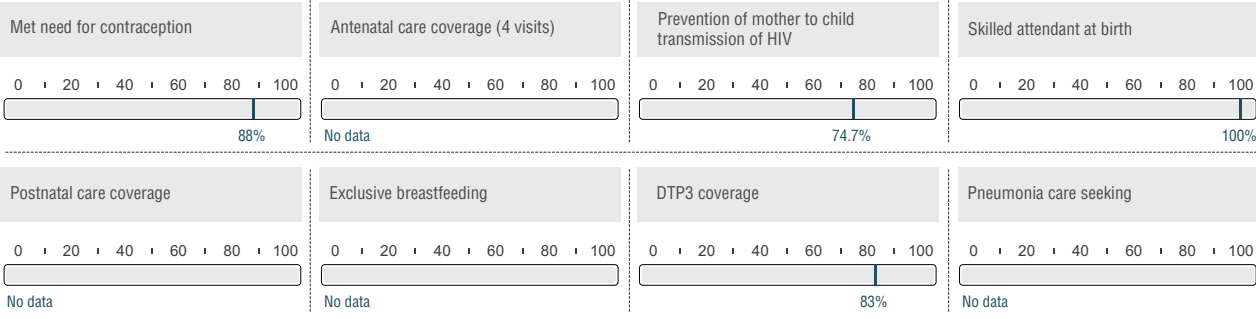 Met need for contraception
0 20 40 60 80 100
88%
Antenatal care coverage (4 visits)
0 20 40 60 80 100
No data
Prevention of mother to child
transmission of HIV
0 20 40 60 80 100
74.7%
Skilled attendant at birth
0 20 40 60 80 100
100%
Postnatal care coverage
0 20 40 60 80 100
No data
Exclusive breastfeeding
0 20 40 60 80 100
No data
DTP3 coverage
0 20 40 60 80 100
83%
Pneumonia care seeking
0 20 40 60 80 100
No data